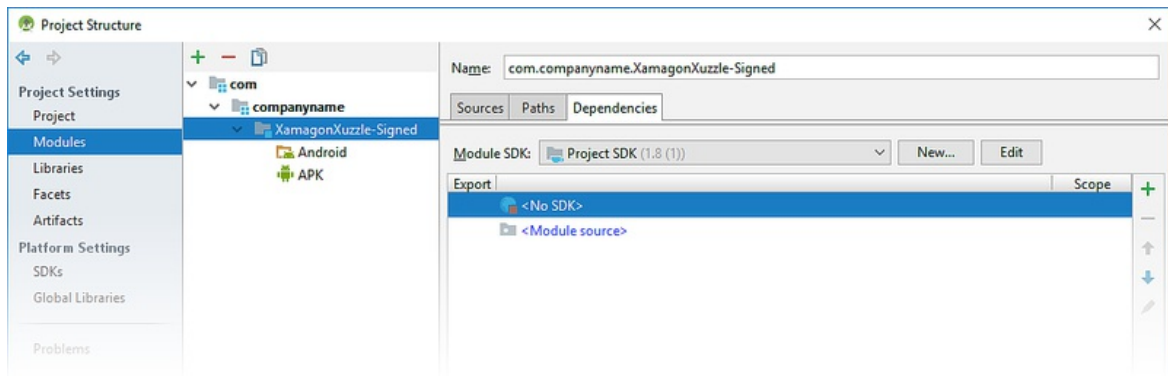 Project Structure
Project Settings
Project
Modules
Libraries
Facets
Artifacts
Platform Settings
SDKs
Global Libraries
Problems
com
companyname
XamagonXuzzle-Signed
Android
APK
Name: com.companyname.XamagonXuzzle-Signed
Sources Paths Dependencies
Module SDK: Project SDK (1.8 (1)) New... Edit
Export Scope
<No SDK>
<Module source>